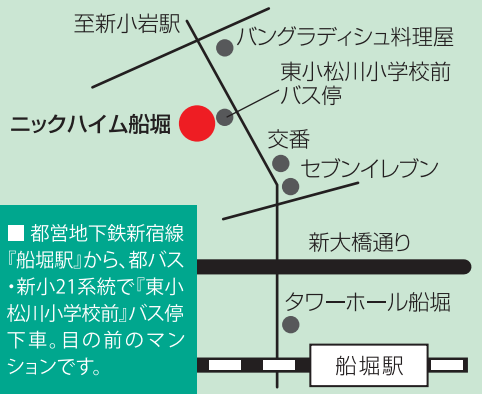 至新小岩駅
バングラディシュ料理屋
東小松川小学校前
バス停
ニックハイム船堀
交番
セブンイレブン
新大橋通り
タワーホール船堀
船堀駅
■ 都営地下鉄新宿線
『船堀駅』から、都バス
・新小21系統で『東小
松川小学校前』バス停
下車。目の前のマン
ションです。